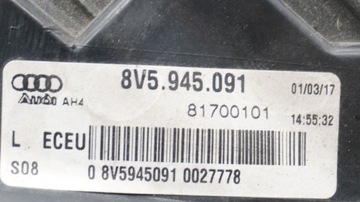 8V5.945.091 01/03/17
Audi AH4 81700101 14:55:32
L ECEU
S08 0 8V5945091 0027778